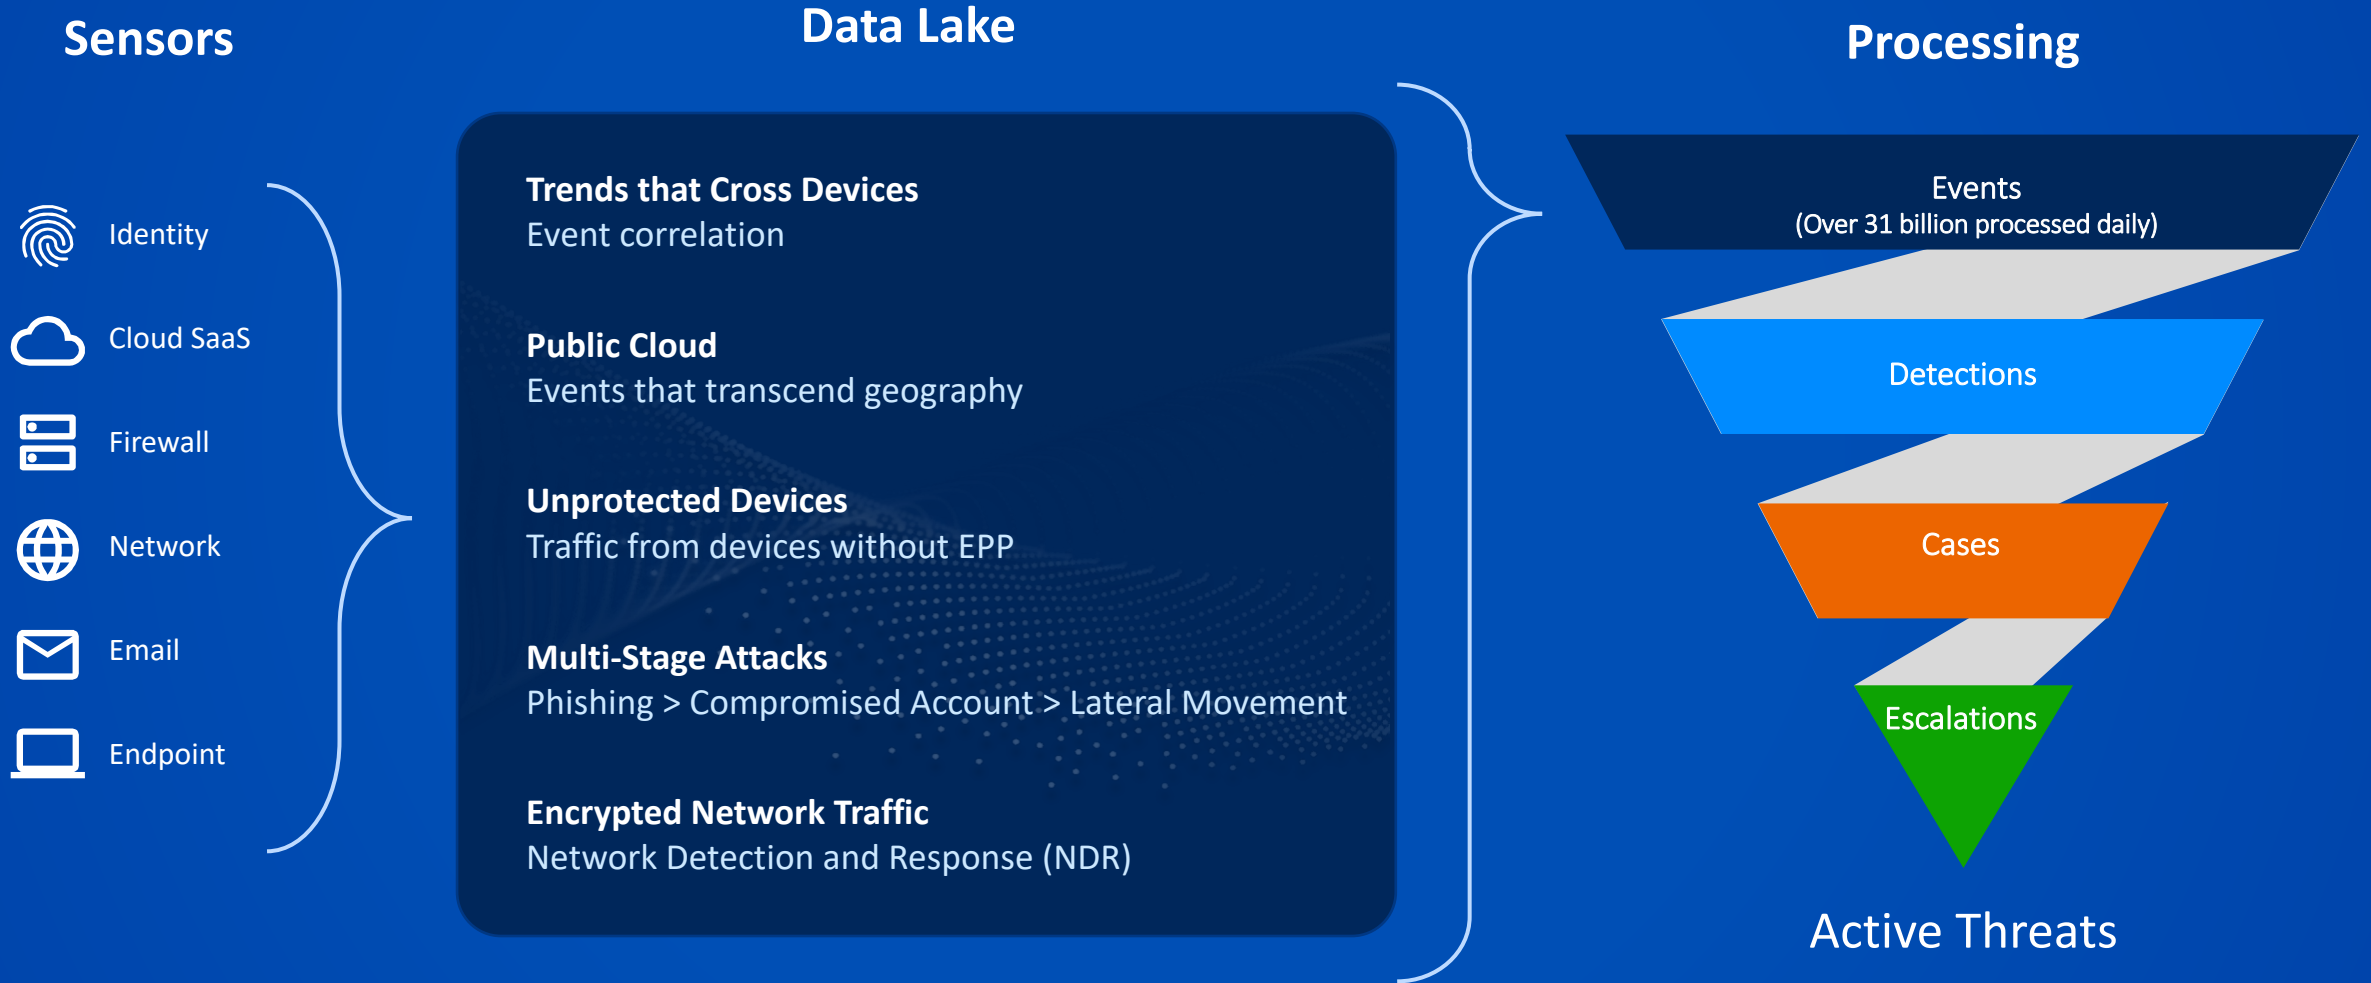 Sensors
Identity
Cloud SaaS
Firewall
Network
Email
Endpoint
Data Lake
Trends that Cross Devices
Event correlation
Public Cloud
Events that transcend geography
Unprotected Devices
Traffic from devices without EPP
Multi-Stage Attacks
Phishing > Compromised Account > Lateral Movement
Encrypted Network Traffic
Network Detection and Response (NDR)
Processing
Events
(Over 31 billion processed daily)
Detections
Cases
Escalations
Active Threats